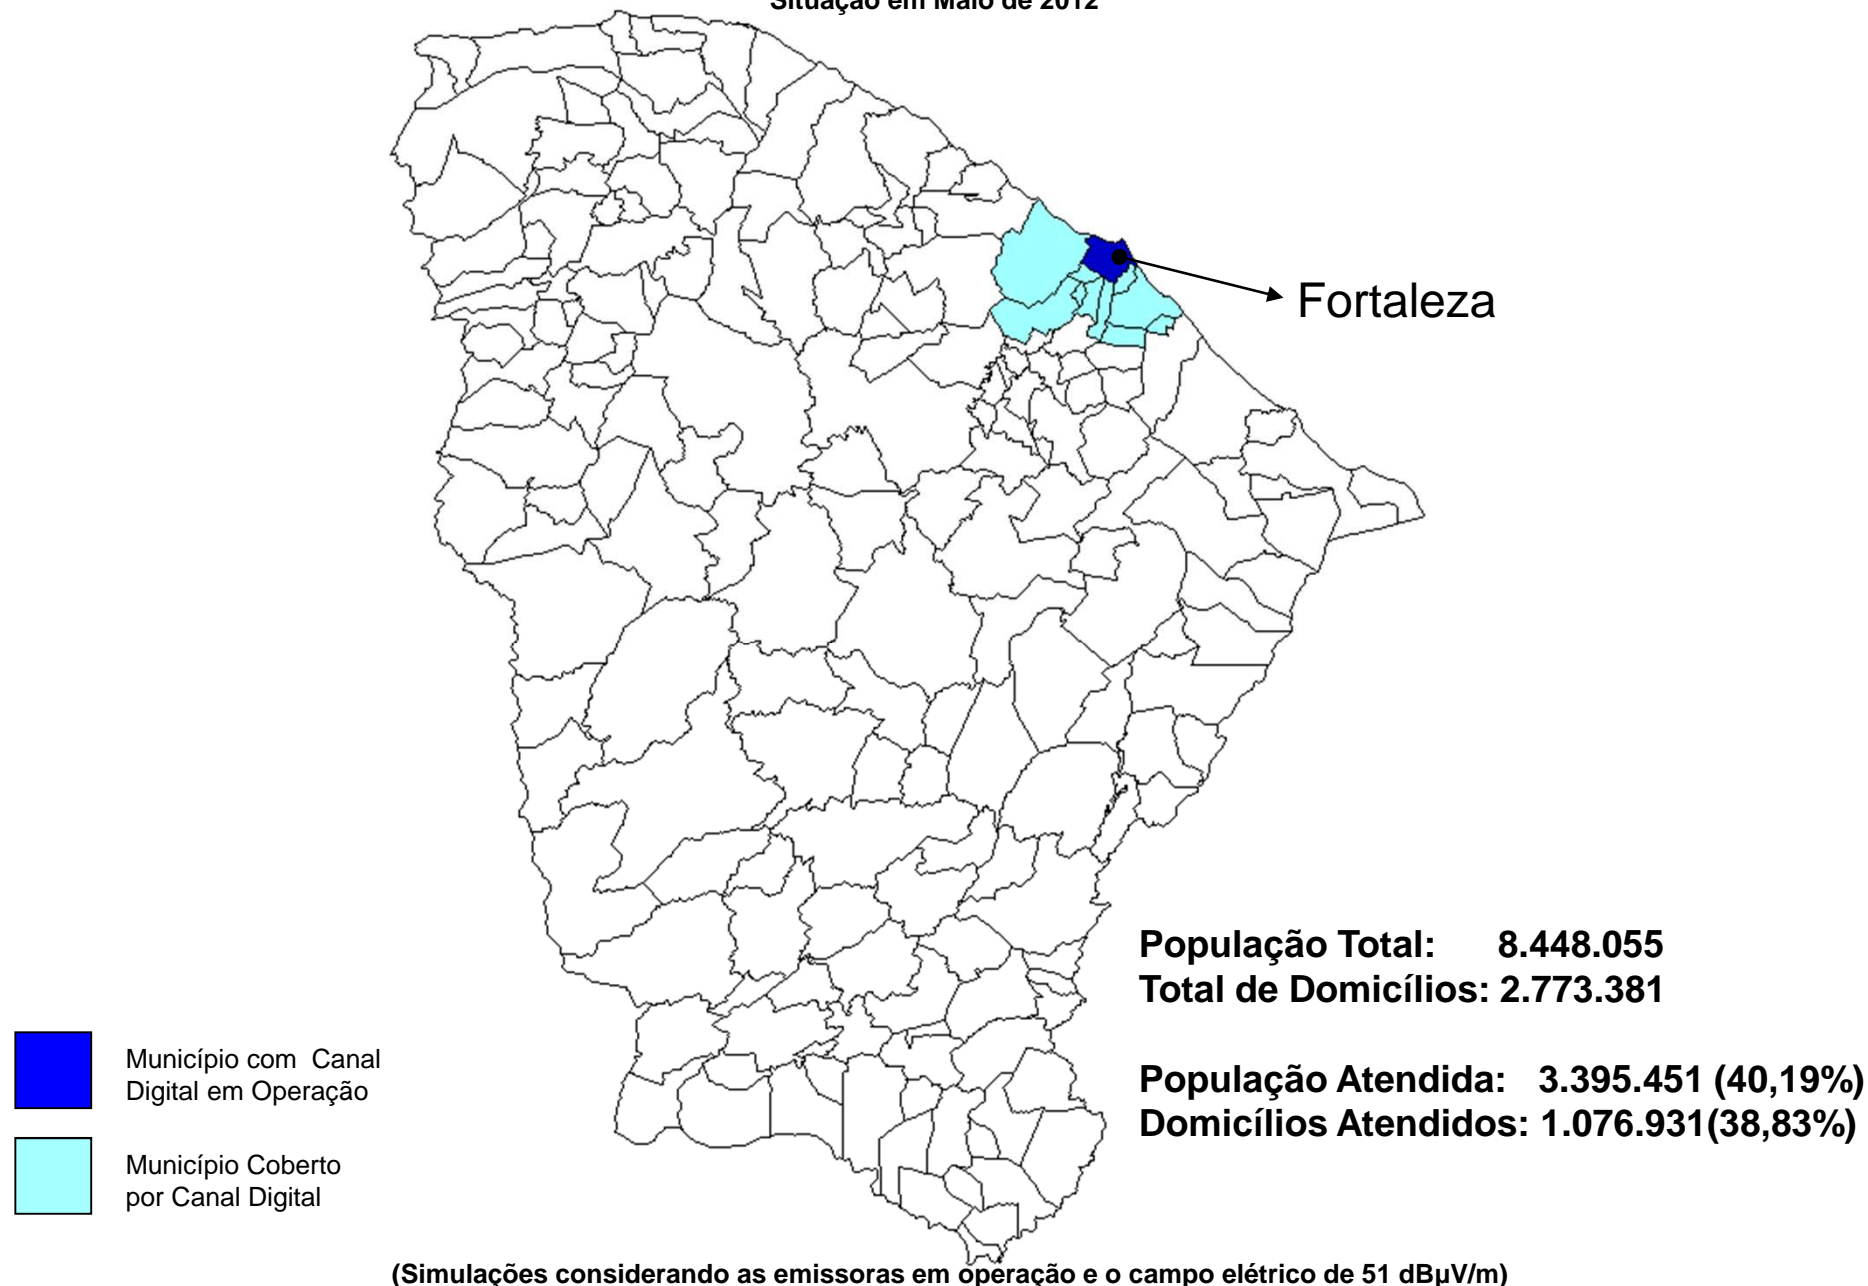 Situação em Maio de 2012
Fortaleza
População Total: 8.448.055
Total de Domicílios: 2.773.381
População Atendida: 3.395.451 (40,19%)
Domicílios Atendidos: 1.076.931(38,83%)
Município com Canal
Digital em Operação
Município Coberto
por Canal Digital
(Simulações considerando as emissoras em operação e o campo elétrico de 51 dBµV/m)